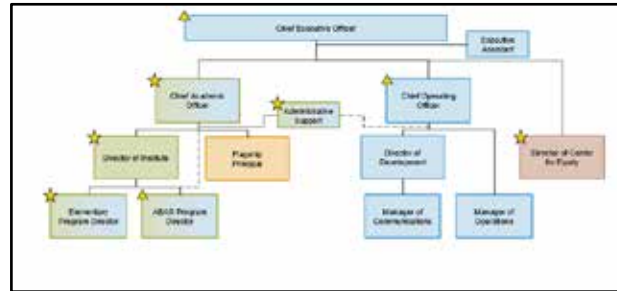 Chief Executive Officer
Executive
Assistant
Chief Academic
Officer
Administrative
Support
Chief Operating
Officer
Director of Institute
Flagship
Principal
Director of
Development
Director of Center
for Equity
Elementary
Program Director
Program
Director
Manager of
Communications
Manager of
Operations